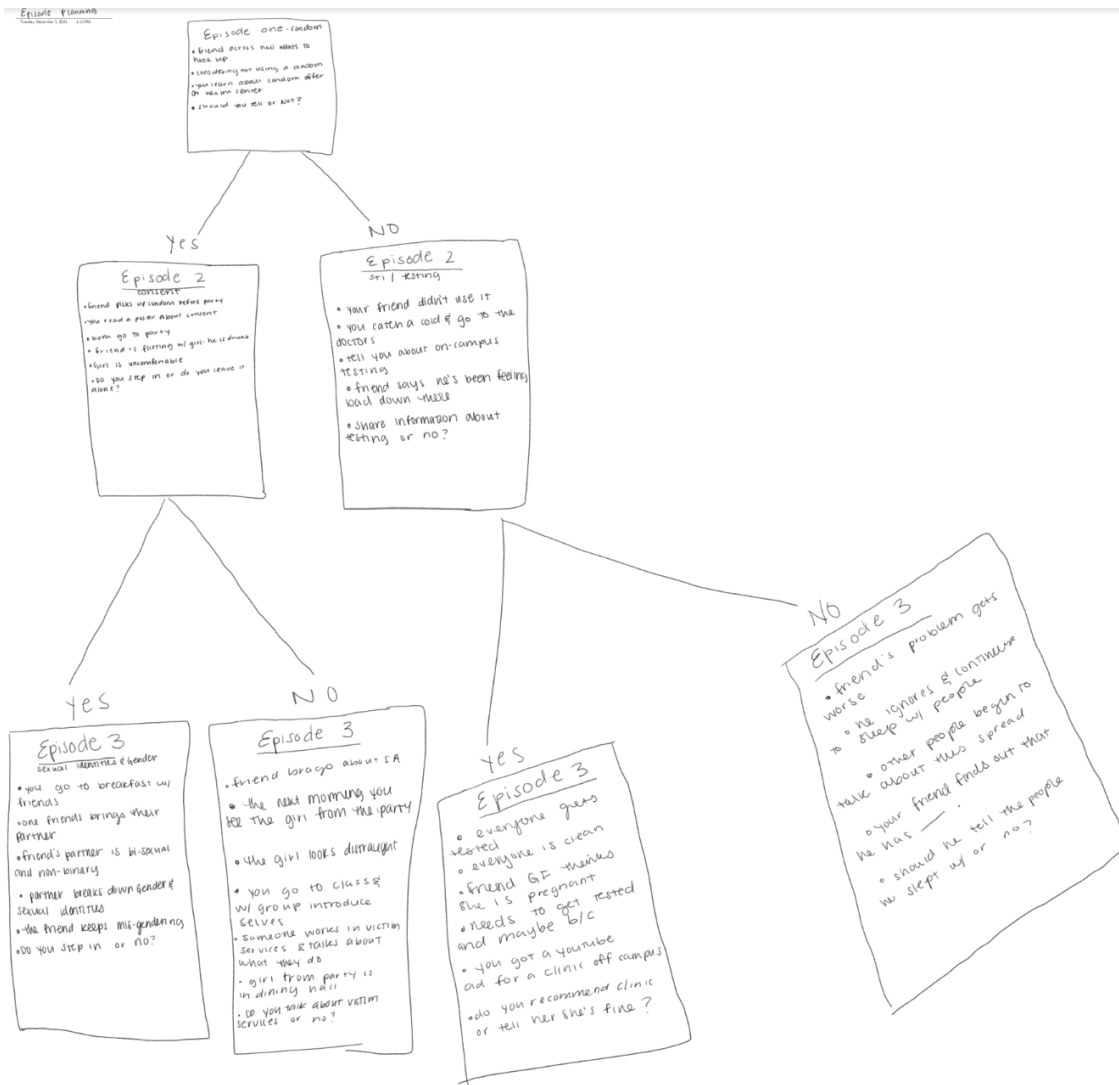 Episode Planning
Tuesday, December 7, 2021 1:22 PM
Episode one-condom
• friend across hall wants to
hook up
• considering not using a condom
• you learn about condom offer
at health center
• should you tell or NOT?
Yes
NO
Episode 2
consent
• friend picks up condom before party
• you read a poster about consent
• both go to party
• friend is flirting w/ girl- he is drunk
• Girl is uncomfortable
• Do you step in or do you leave it
alone?
Episode 2
STI / testing
• your friend didn't use it
• you catch a cold & go to the
doctors
• tell you about on-campus
testing
• friend says he's been feeling
bad down there
• share information about
testing or no?
yes
Episode 3
Sexual Identities & Gender
• you go to breakfast w/
friends
• one friends brings their
partner
• friend's partner is bi-sexual
and non-binary
• partner breaks down Gender &
sexual identities
• the friend keeps mis-gendering
• Do you step in or no?
NO
Episode 3
• friend brags about SA
• the next morning you
see the girl from the party
• the girl looks distraught
• you go to class &
w/ group introduce
selves
• someone works in victim
services & talks about
what they do
• girl from party is
in dining hall
• Do you talk about victim
services or no?
yes
Episode 3
• everyone gets
tested
• everyone is clean
• friend GF thinks
she is pregnant
• needs to get tested
and maybe b/c
• you got a youtube
ad for a clinic off campus
• do you recommend clinic
or tell her she's fine?
NO
Episode 3
• friend's problem gets
worse
• he ignores & continues
to sleep w/ people
• other people begin to
talk about this spread
• your friend finds out that
he has ___.
• should he tell the people
he slept w/ or no?